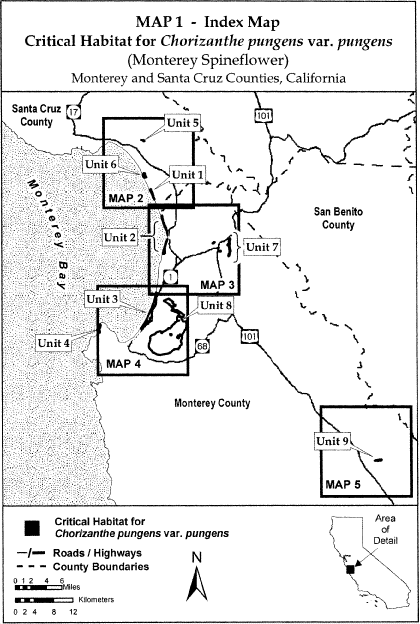 MAP 1 - Index Map
Critical Habitat for Chorizanthe pungens var. pungens
(Monterey Spineflower)
Monterey and Santa Cruz Counties, California
Santa Cruz
County
17
101
Unit 5
Unit 6
Unit 1
MAP 2
San Benito
County
Monterey Bay
Unit 2
Unit 7
1
MAP 3
Unit 3
Unit 8
Unit 4
MAP 4
68
101
Monterey County
Unit 9
MAP 5
Critical Habitat for
Chorizanthe pungens var. pungens
Roads / Highways
County Boundaries
0 1 2 4 6
Miles
0 2 4 8 12
Kilometers
N
Area
of
Detail